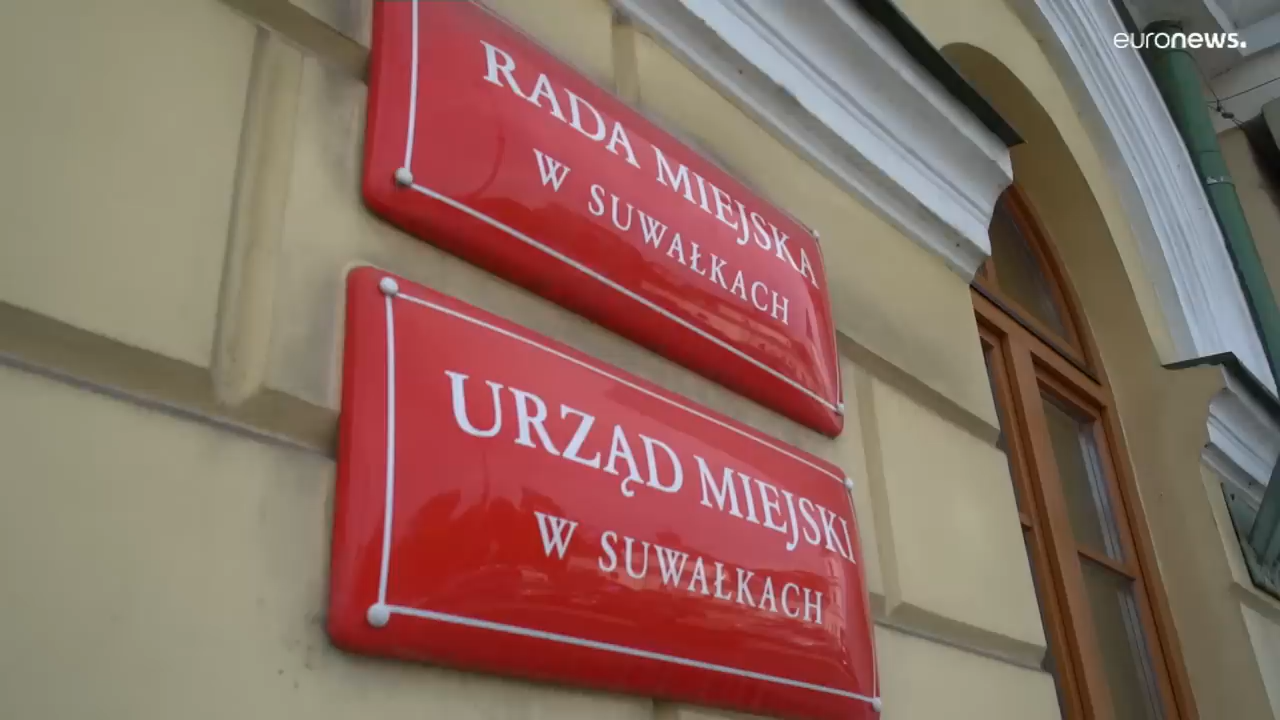 euronews.
RADA MIEJSKA
W SUWAŁKACH
URZĄD MIEJSKI
W SUWAŁKACH